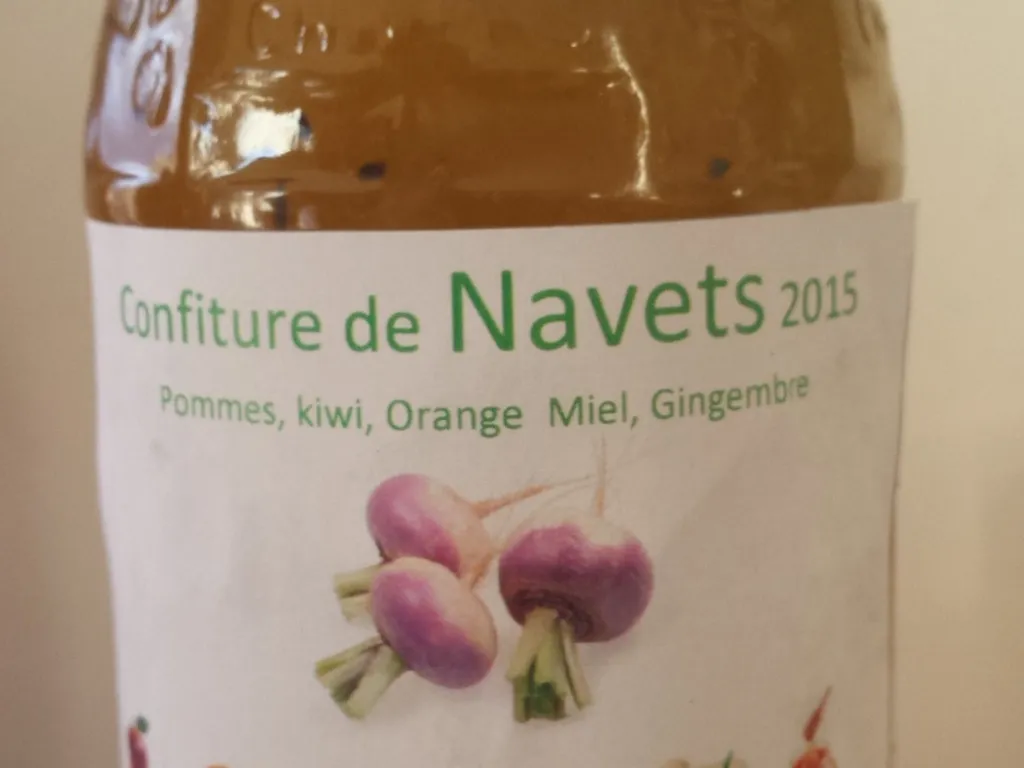 Confiture de Navets 2015
Pommes, kiwi, Orange Miel, Gingembre